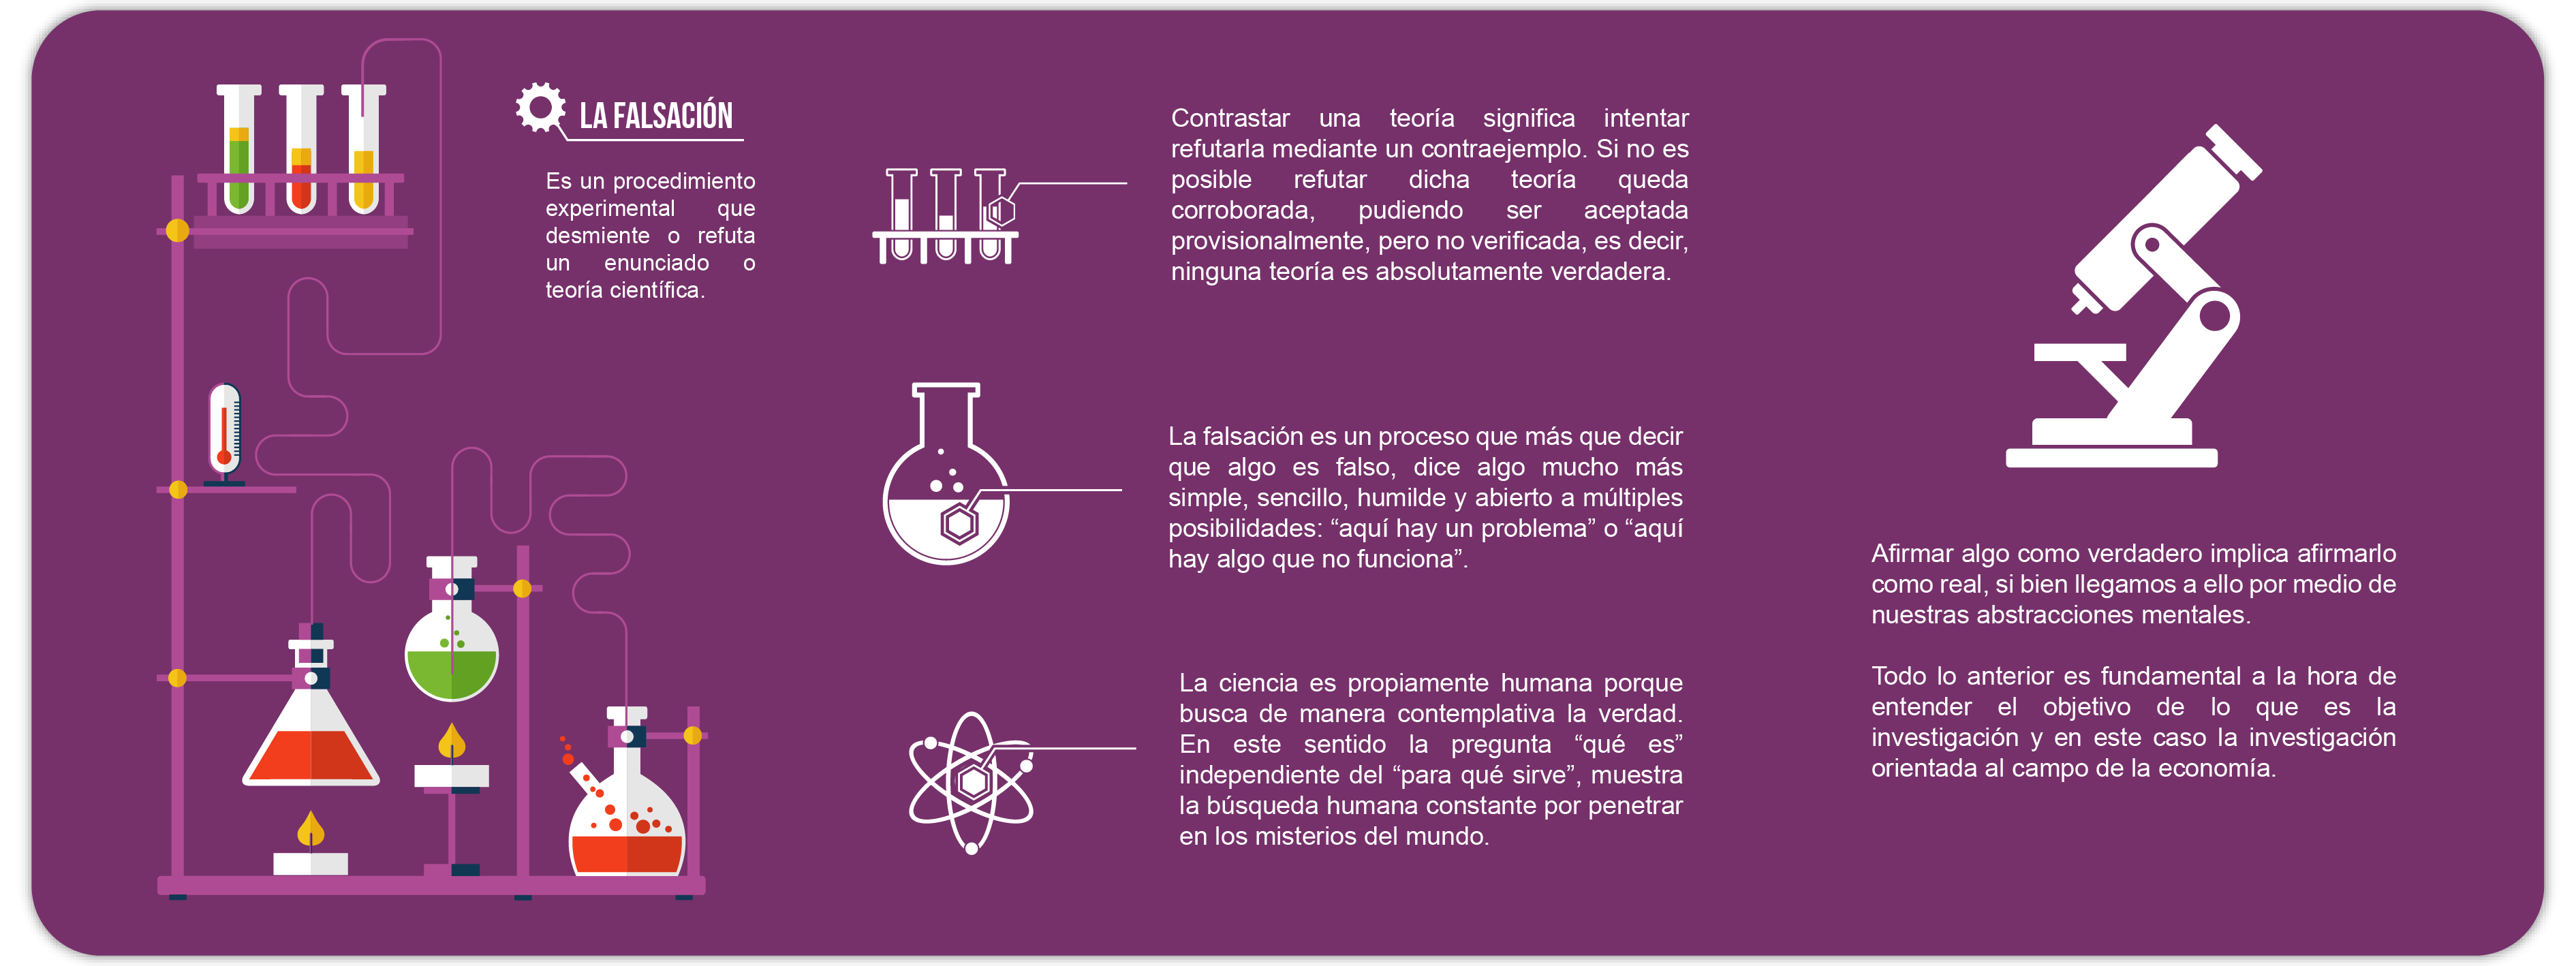 LA FALSACIÓN
Es un procedimiento
experimental que
desmiente o refuta
un enunciado o
teoría científica.
Contrastar una teoría significa intentar
refutarla mediante un contraejemplo. Si no es
posible refutar dicha teoría queda
corroborada, pudiendo ser aceptada
provisionalmente, pero no verificada, es decir,
ninguna teoría es absolutamente verdadera.
La falsación es un proceso que más que decir
que algo es falso, dice algo mucho más
simple, sencillo, humilde y abierto a múltiples
posibilidades: “aquí hay un problema” o “aquí
hay algo que no funciona”.
La ciencia es propiamente humana porque
busca de manera contemplativa la verdad.
En este sentido la pregunta “qué es”
independiente del “para qué sirve”, muestra
la búsqueda humana constante por penetrar
en los misterios del mundo.
Afirmar algo como verdadero implica afirmarlo
como real, si bien llegamos a ello por medio de
nuestras abstracciones mentales.
Todo lo anterior es fundamental a la hora de
entender el objetivo de lo que es la
investigación y en este caso la investigación
orientada al campo de la economía.